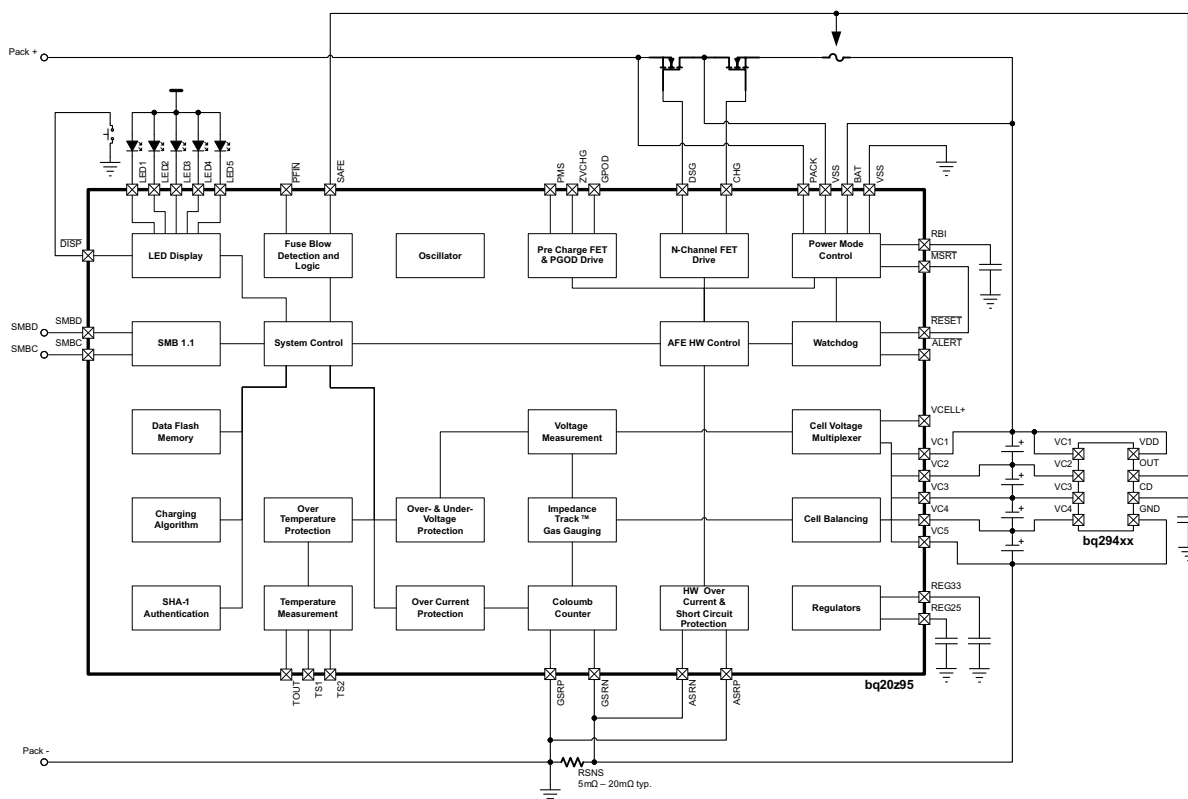 Pack +
LED1
LED2
LED3
LED4
LED5
PFIN
SAFE
PMS
ZVCHG
GPOD
DSG
CHG
PACK
VSS
BAT
VSS
DISP
LED Display
Fuse Blow
Detection and
Logic
Oscillator
Pre Charge FET
& PGOD Drive
N-Channel FET
Drive
Power Mode
Control
RBI
MSRT
SMBD
SMBD
SMBC
SMBC
SMB 1.1
System Control
AFE HW Control
Watchdog
RESET
ALERT
Data Flash
Memory
Voltage
Measurement
Cell Voltage
Multiplexer
VCELL+
VC1
VC2
VC3
VC4
VC5
+
+
+
+
VC1
VC2
VC3
VC4
VDD
OUT
CD
GND
bq294xx
Charging
Algorithm
Over
Temperature
Protection
Over- & Under-
Voltage
Protection
Impedance
Track™
Gas Gauging
Cell Balancing
SHA-1
Authentication
Temperature
Measurement
Over Current
Protection
Coloumb
Counter
HW Over
Current &
Short Circuit
Protection
Regulators
REG33
REG25
bq20z95
TOUT
TS1
TS2
GSRP
GSRN
ASRN
ASRP
Pack -
RSNS
5mΩ – 20mΩ typ.